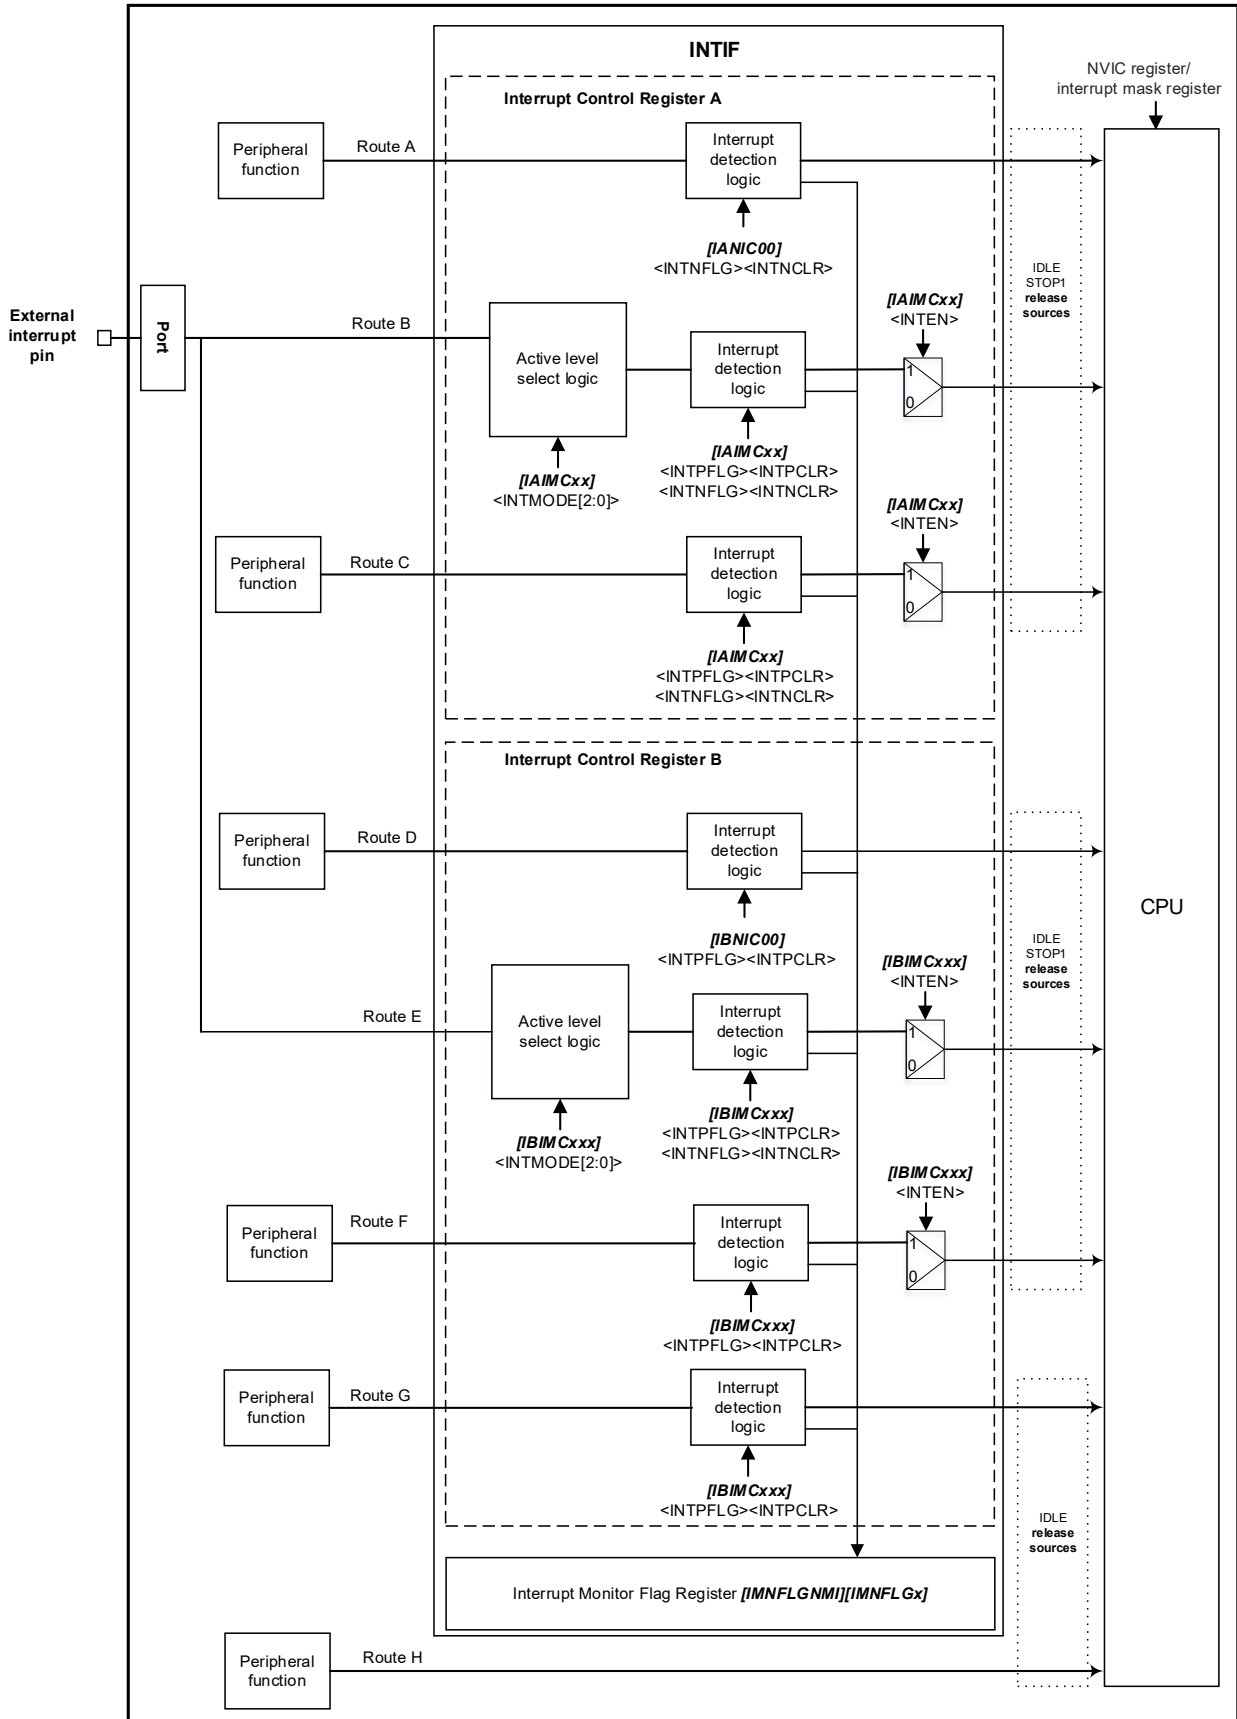 INTIF
NVIC register/
interrupt mask register
Interrupt Control Register A
Peripheral
function
Route A
Interrupt
detection
logic
[IANIC00]
<INTNFLG><INTNCLR>
IDLE
STOP1
release
sources
External
interrupt
pin
Port
Route B
Active level
select logic
[IAIMCxx]
<INTMODE[2:0]>
Interrupt
detection
logic
[IAIMCxx]
<INTPFLG><INTPCLR>
<INTNFLG><INTNCLR>
[IAIMCxx]
<INTEN>
1
0
Peripheral
function
Route C
Interrupt
detection
logic
[IAIMCxx]
<INTPFLG><INTPCLR>
<INTNFLG><INTNCLR>
[IAIMCxx]
<INTEN>
1
0
Interrupt Control Register B
Peripheral
function
Route D
Interrupt
detection
logic
[IBNIC00]
<INTPFLG><INTPCLR>
CPU
IDLE
STOP1
release
sources
Route E
Active level
select logic
[IBIMCxxx]
<INTMODE[2:0]>
Interrupt
detection
logic
[IBIMCxxx]
<INTPFLG><INTPCLR>
<INTNFLG><INTNCLR>
[IBIMCxxx]
<INTEN>
1
0
Peripheral
function
Route F
Interrupt
detection
logic
[IBIMCxxx]
<INTPFLG><INTPCLR>
[IBIMCxxx]
<INTEN>
1
0
Peripheral
function
Route G
Interrupt
detection
logic
[IBIMCxxx]
<INTPFLG><INTPCLR>
IDLE
release
sources
Interrupt Monitor Flag Register [IMNFLGNMI][IMNFLGx]
Peripheral
function
Route H